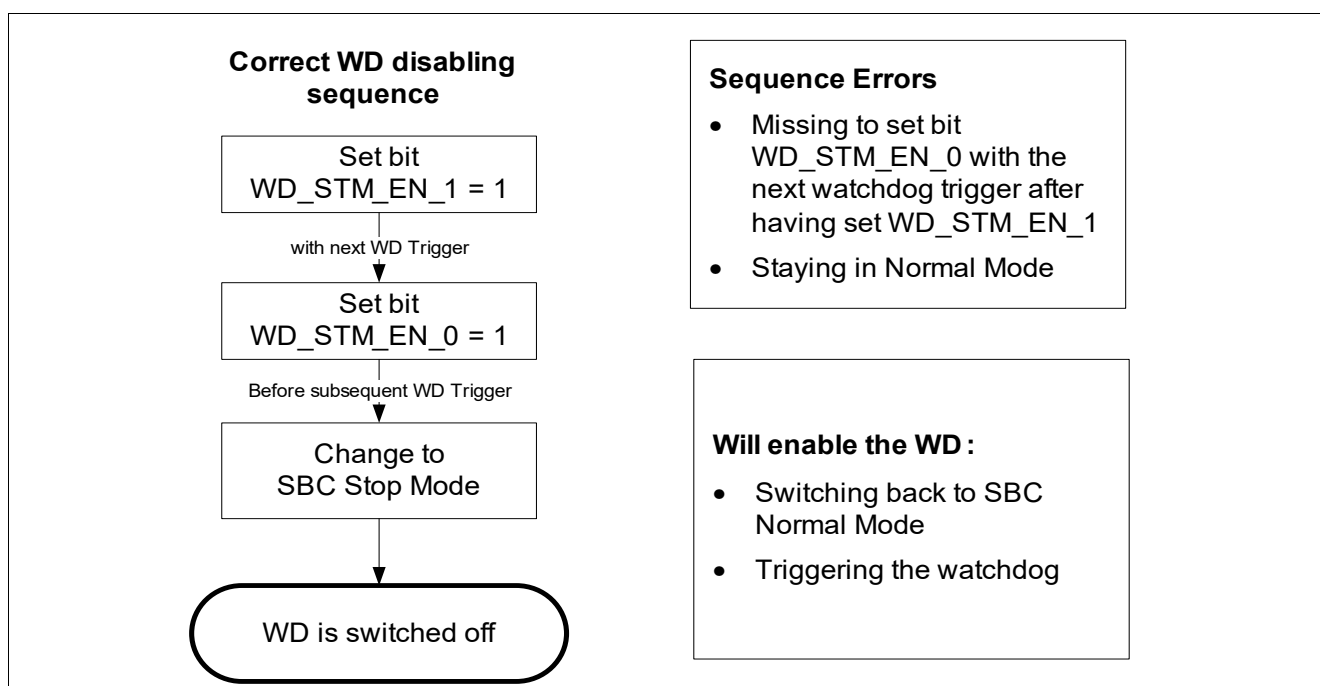 Correct WD disabling
sequence
Set bit
WD_STM_EN_1 = 1
with next WD Trigger
Set bit
WD_STM_EN_0 = 1
Before subsequent WD Trigger
Change to
SBC Stop Mode
WD is switched off
Sequence Errors
• Missing to set bit
WD_STM_EN_0 with the
next watchdog trigger after
having set WD_STM_EN_1
• Staying in Normal Mode
Will enable the WD :
• Switching back to SBC
Normal Mode
• Triggering the watchdog